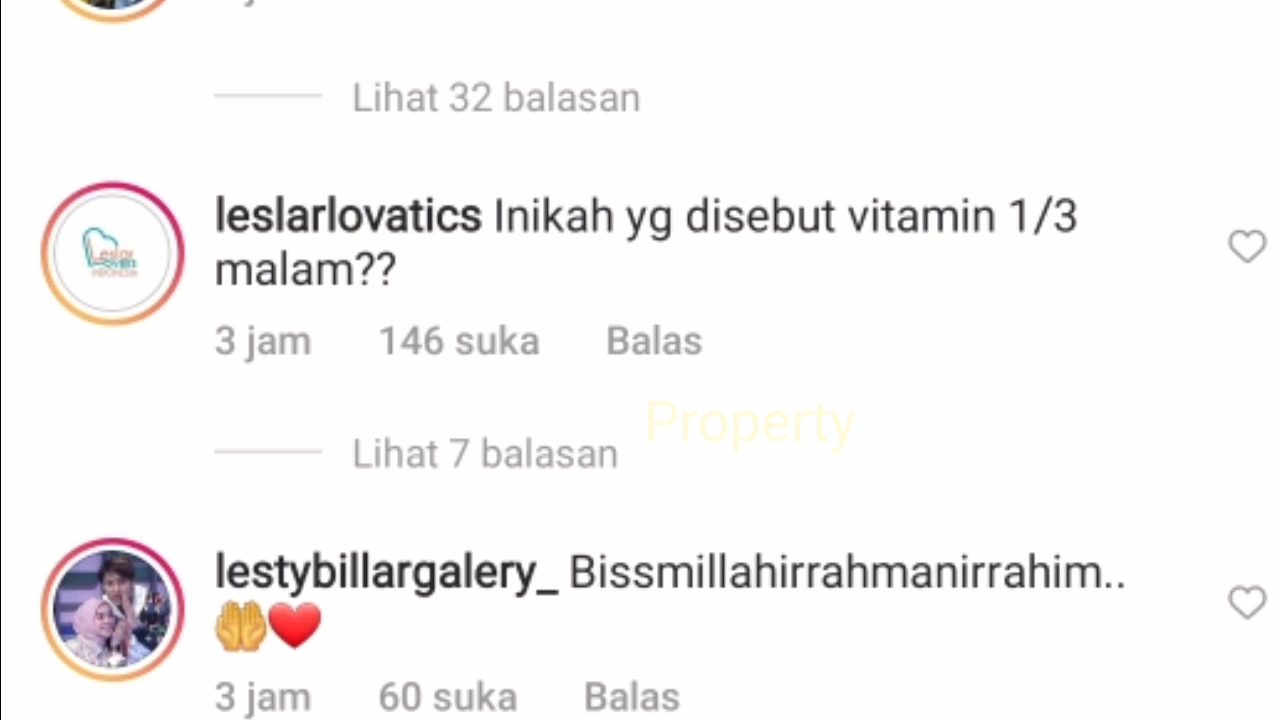 Lihat 32 balasan
leslarlovatics Inikah yg disebut vitamin 1/3
malam??
3 jam 146 suka Balas
Property
Lihat 7 balasan
lestybillargalery_ Bissmillahirrahmanirrahim..
🤲❤️
3 jam 60 suka Balas